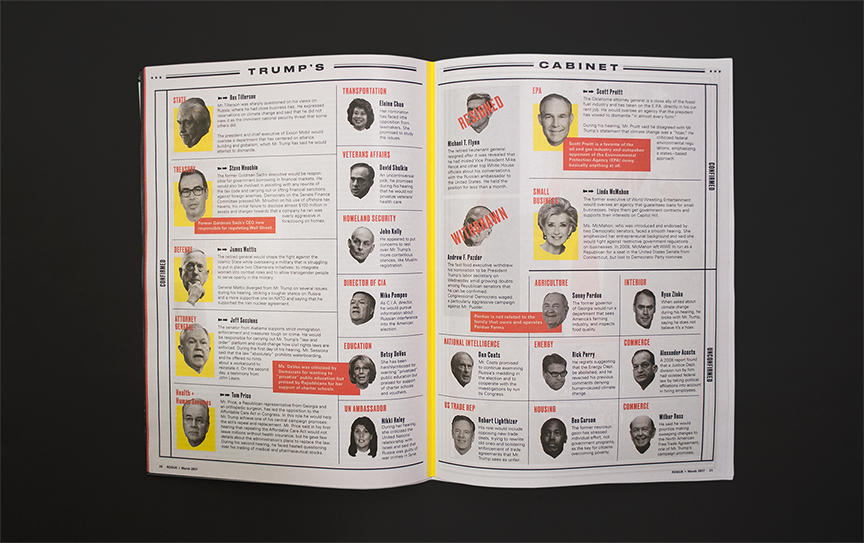 TRUMP'S
STATE
Rex Tillerson
Mr. Tillerson was sharply questioned on his views on
Russia, where he had close business ties. He expressed
reservations on climate change and said that he did not
view it as the imminent national security threat that some
others did.
The president and chief executive of Exxon Mobil would
oversee a department that has centered on alliance
building and globalism, which Mr. Trump has said he would
attempt to dismantle.
TREASURY
Steve Mnuchin
The former Goldman Sachs executive would be respon-
sible for government borrowing in financial markets. He
would also be involved in assisting with any rewrite of
the tax code and carrying out or lifting financial sanctions
against foreign enemies. Democrats on the Senate Finance
Committee pressed Mr. Mnuchin on his use of offshore tax
havens, his initial failure to disclose almost $100 million in
assets and charges towards that a company he ran was
overly aggressive in
foreclosing on homes.
Former Goldman Sach's CEO now
responsible for regulating Wall Street.
DEFENSE
James Mattis
The retired general would shape the fight against the
Islamic State while overseeing a military that is struggling
to put in place two Obama-era initiatives: to integrate
women into combat roles and to allow transgender people
to serve openly in the military.
General Mattis diverged from Mr. Trump on several issues
during his hearing, striking a tougher stance on Russia
and a more supportive one on NATO and saying that he
supported the Iran nuclear agreement.
ATTORNEY
GENERAL
Jeff Sessions
The senator from Alabama supports strict immigration
enforcement and measures tough on crime. He would
be responsible for carrying out Mr. Trump's "law and
order" platform and could change how civil rights laws are
enforced. During the first day of his hearing, Mr. Sessions
said that the law "absolutely" prohibits waterboarding,
and he offered no hints
about a workaround to
reinstate it. On the second
day, a testimony from
John Lewis
Health +
Human Services
Tom Price
Mr. Price, a Republican representative from Georgia and
an orthopedic surgeon, has led the opposition to the
Affordable Care Act in Congress. In this role he would help
Mr. Trump achieve one of his central campaign promises:
the act's repeal and replacement. Mr. Price said in his first
hearing that repealing the Affordable Care Act would not
leave millions without health insurance, but he gave few
details about the administration's plans to replace the law.
During his second hearing, he faced heated questioning
over his trading of medical and pharmaceutical stocks.
CONFIRMED
TRANSPORTATION
Elaine Chao
Her nomination
has faced little
opposition from
lawmakers. She
promised to study
the issues.
VETERANS AFFAIRS
David Shulkin
An uncontroversial
pick, he promised
during his hearing
that he would not
privatize veterans'
health care.
HOMELAND SECURITY
John Kelly
He appeared to put
concerns to rest
over Mr. Trump's
more contentious
stances, like Muslim
registration.
DIRECTOR OF CIA
Mike Pompeo
As C.I.A. director,
he would pursue
information about
Russian interference
into the American
election.
EDUCATION
Betsy DeVos
She has been
harshly criticized for
wanting "privatized"
public education but
praised for support
of charter schools
and vouchers.
Ms. DeVos was criticized by
Democrats for wanting to
"privatize" public education but
praised by Republicans for her
support of charter schools.
UN AMBASSADOR
Nikki Haley
During her hearing,
she criticized the
United Nations'
relationship with
Israel and said that
Russia was guilty of
war crimes in Syria.
ROGUE • March 2017
CABINET
RESIGNED
Michael T. Flynn
The retired lieutenant general
resigned after it was revealed that
he had misled Vice President Mike
Pence and other top White House
officials about his conversations with
the Russian ambassador to
the United States. He held the
position for less than a month.
WITHDRAWN
Andrew F. Puzder
The fast food executive withdrew
his nomination to be President
Trump's labor secretary on
Wednesday amid growing doubts
among Republican senators that
he can be confirmed.
Congressional Democrats waged
a particularly aggressive campaign
against Mr. Puzder.
EPA
Scott Pruitt
The Oklahoma attorney general is a close ally of the fossil
fuel industry and has taken on the E.P.A. directly in his cur-
rent job. He would oversee an agency that the president
has vowed to dismantle "in almost every form."
During his hearing, Mr. Pruitt said he disagreed with Mr.
Trump's statement that climate change was a "hoax." He
criticized federal
environmental regu-
lations, emphasizing
a states-based
approach.
Scott Pruitt is a favorite of the
oil and gas industry and outspoken
opponent of the Environmental
Protection Agency (EPA) doing
basically anything at all.
SMALL
BUSINESS
Linda McMahon
The former executive of World Wrestling Entertainment
would oversee an agency that guarantees loans for small
businesses, helps them get government contracts and
supports their interests on Capitol Hill.
Ms. McMahon, who was introduced and endorsed by
two Democratic senators, faced a smooth hearing. She
emphasized her entrepreneurial background and said she
would fight against restrictive government regulations
on businesses. In 2009, McMahon left WWE to run as a
Republican for a seat in the United States Senate from
Connecticut, but lost to Democratic Party nominee
CONFIRMED
AGRICULTURE
Sonny Perdue
The former governor
of Georgia would
run a department
that sees America's
farming industry,
and inspects
food quality.
Perdue is not related to the
family that owns and operates
Perdue Farms
INTERIOR
Ryan Zinke
When asked about
climate change
during his hearing, he
broke with Mr. Trump,
saying he does not
believe it's a hoax.
NATIONAL INTELLIGENCE
Dan Coats
Mr. Coats promised
to continue examining
Russia's meddling in
the election and
cooperate with the
investigations run by
Congress.
ENERGY
Rick Perry
He regrets suggesting
that the Energy Dept.
be abolished, and he
recast his previous
comments denying
human-caused climate
change.
COMMERCE
Alexander Acosta
A 2008 report found
that a Justice Dept.
division run by him
had violated federal
law by taking political
affiliations into account
in hiring employees.
US TRADE REP
Robert Lighthizer
His role would include
working on new trade
deals, trying to rewrite
old ones and bolstering
enforcement of trade
agreements that Mr.
Trump sees as unfair.
HOUSING
Ben Carson
The former neurosur-
geon has stressed
individual effort, not
government programs,
as the key for citizens
overcoming poverty.
COMMERCE
Wilbur Ross
He said he would
prioritize making
sweeping changes to
the North American
Free Trade Agreement,
one of Mr. Trump's
campaign promises.
UNCONFIRMED
ROGUE • March 2017